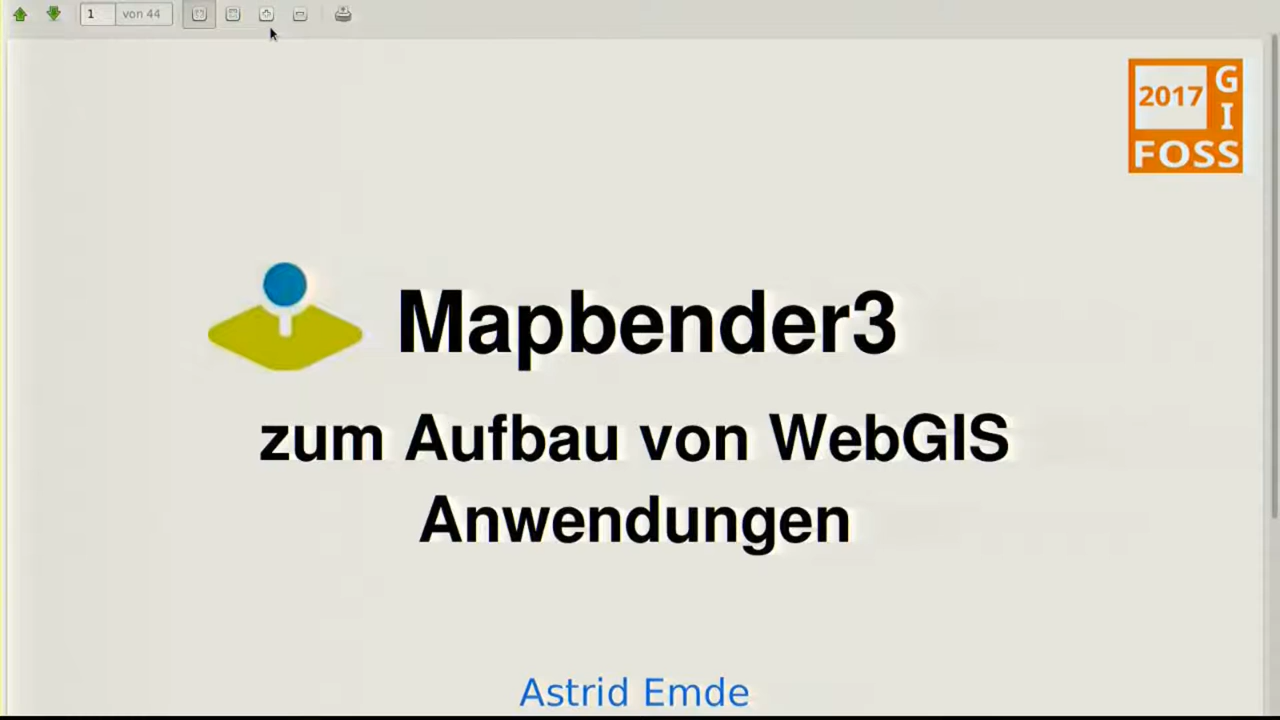 1 von 44
2017 G
I
FOSS
Mapbender3
zum Aufbau von WebGIS
Anwendungen
Astrid Emde